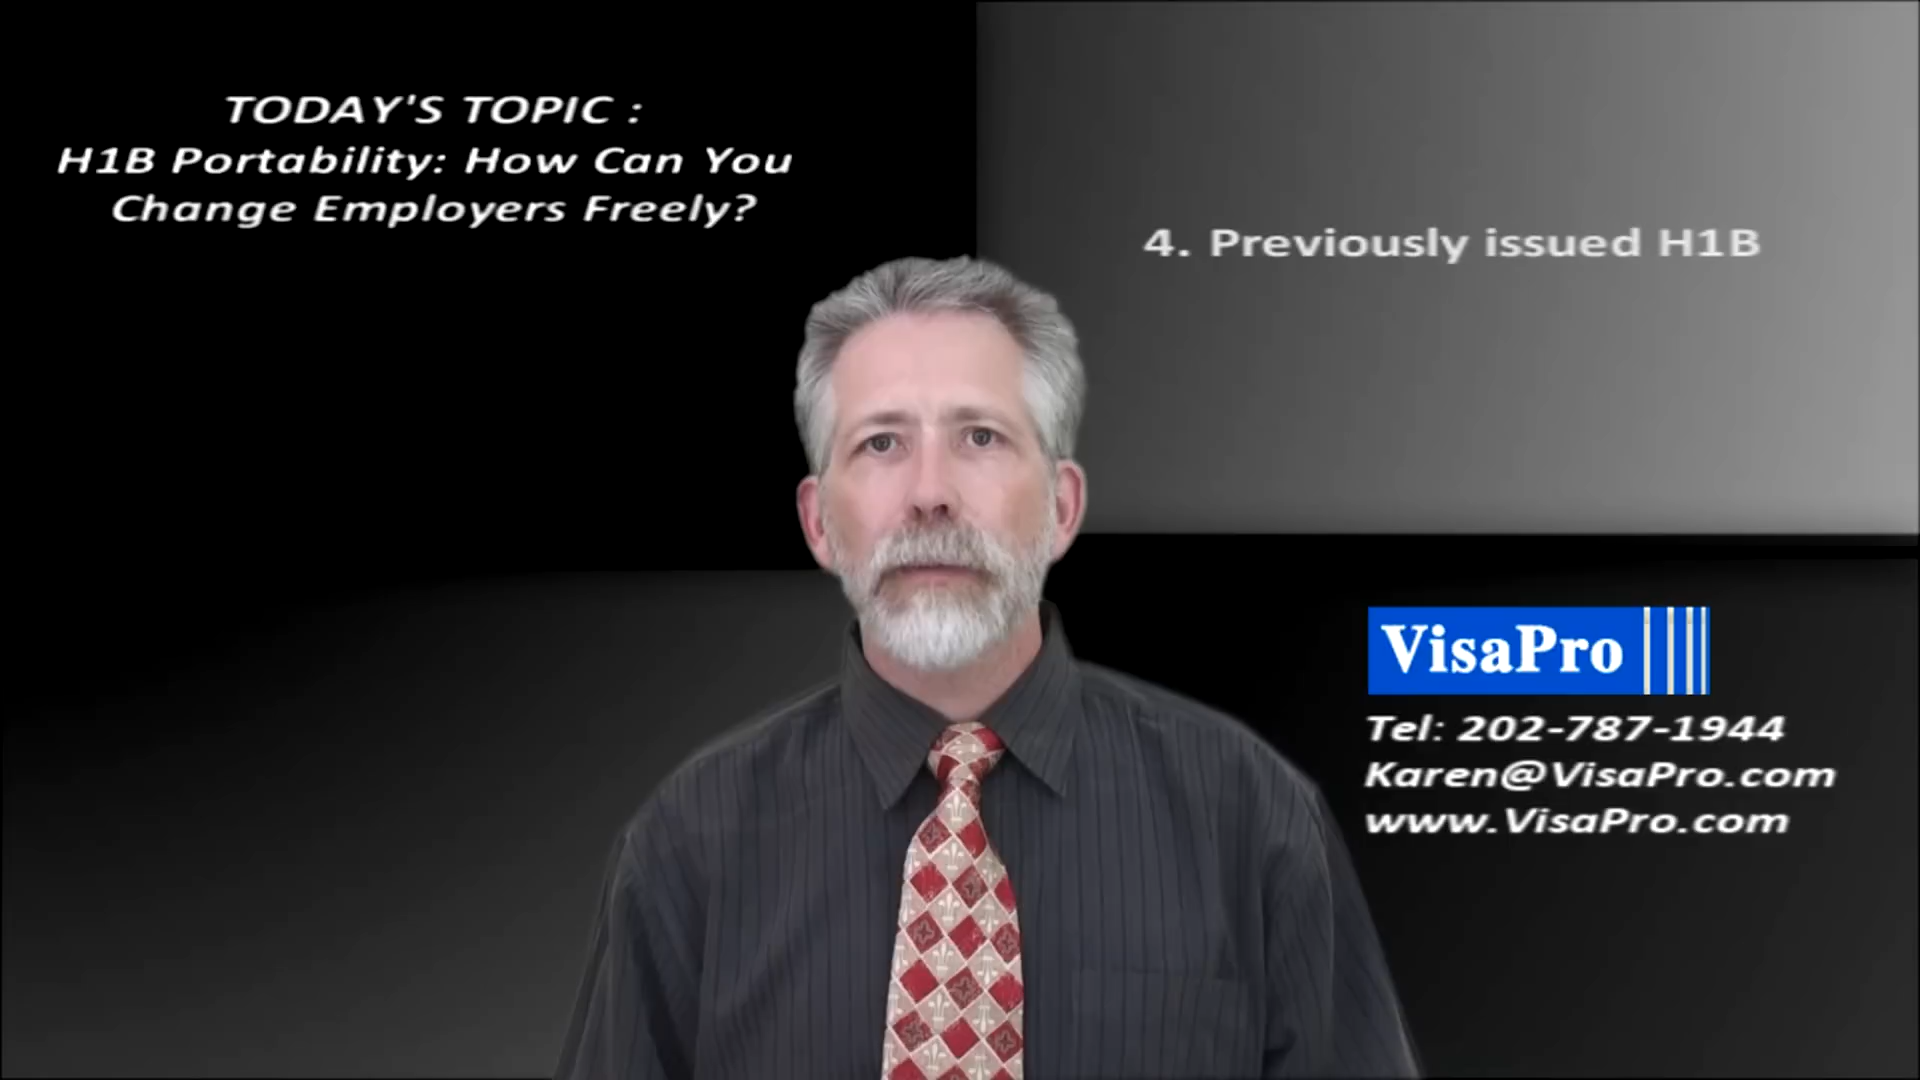 TODAY'S TOPIC :
H1B Portability: How Can You
Change Employers Freely?
4. Previously issued H1B
VisaPro
Tel: 202-787-1944
Karen@VisaPro.com
www.VisaPro.com